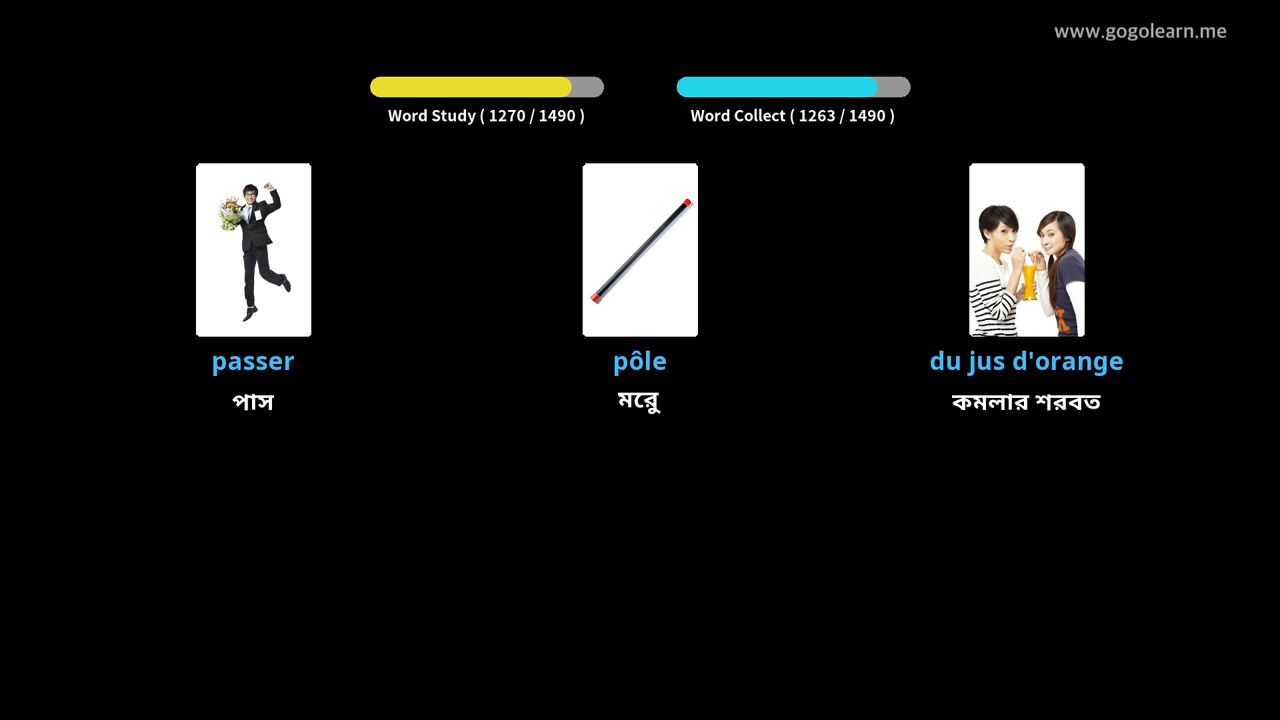 www.gogolearn.me
Word Study ( 1270 / 1490 )
Word Collect ( 1263 / 1490 )
passer
pôle
du jus d'orange
পাস
মেরু
কমলার শরবত